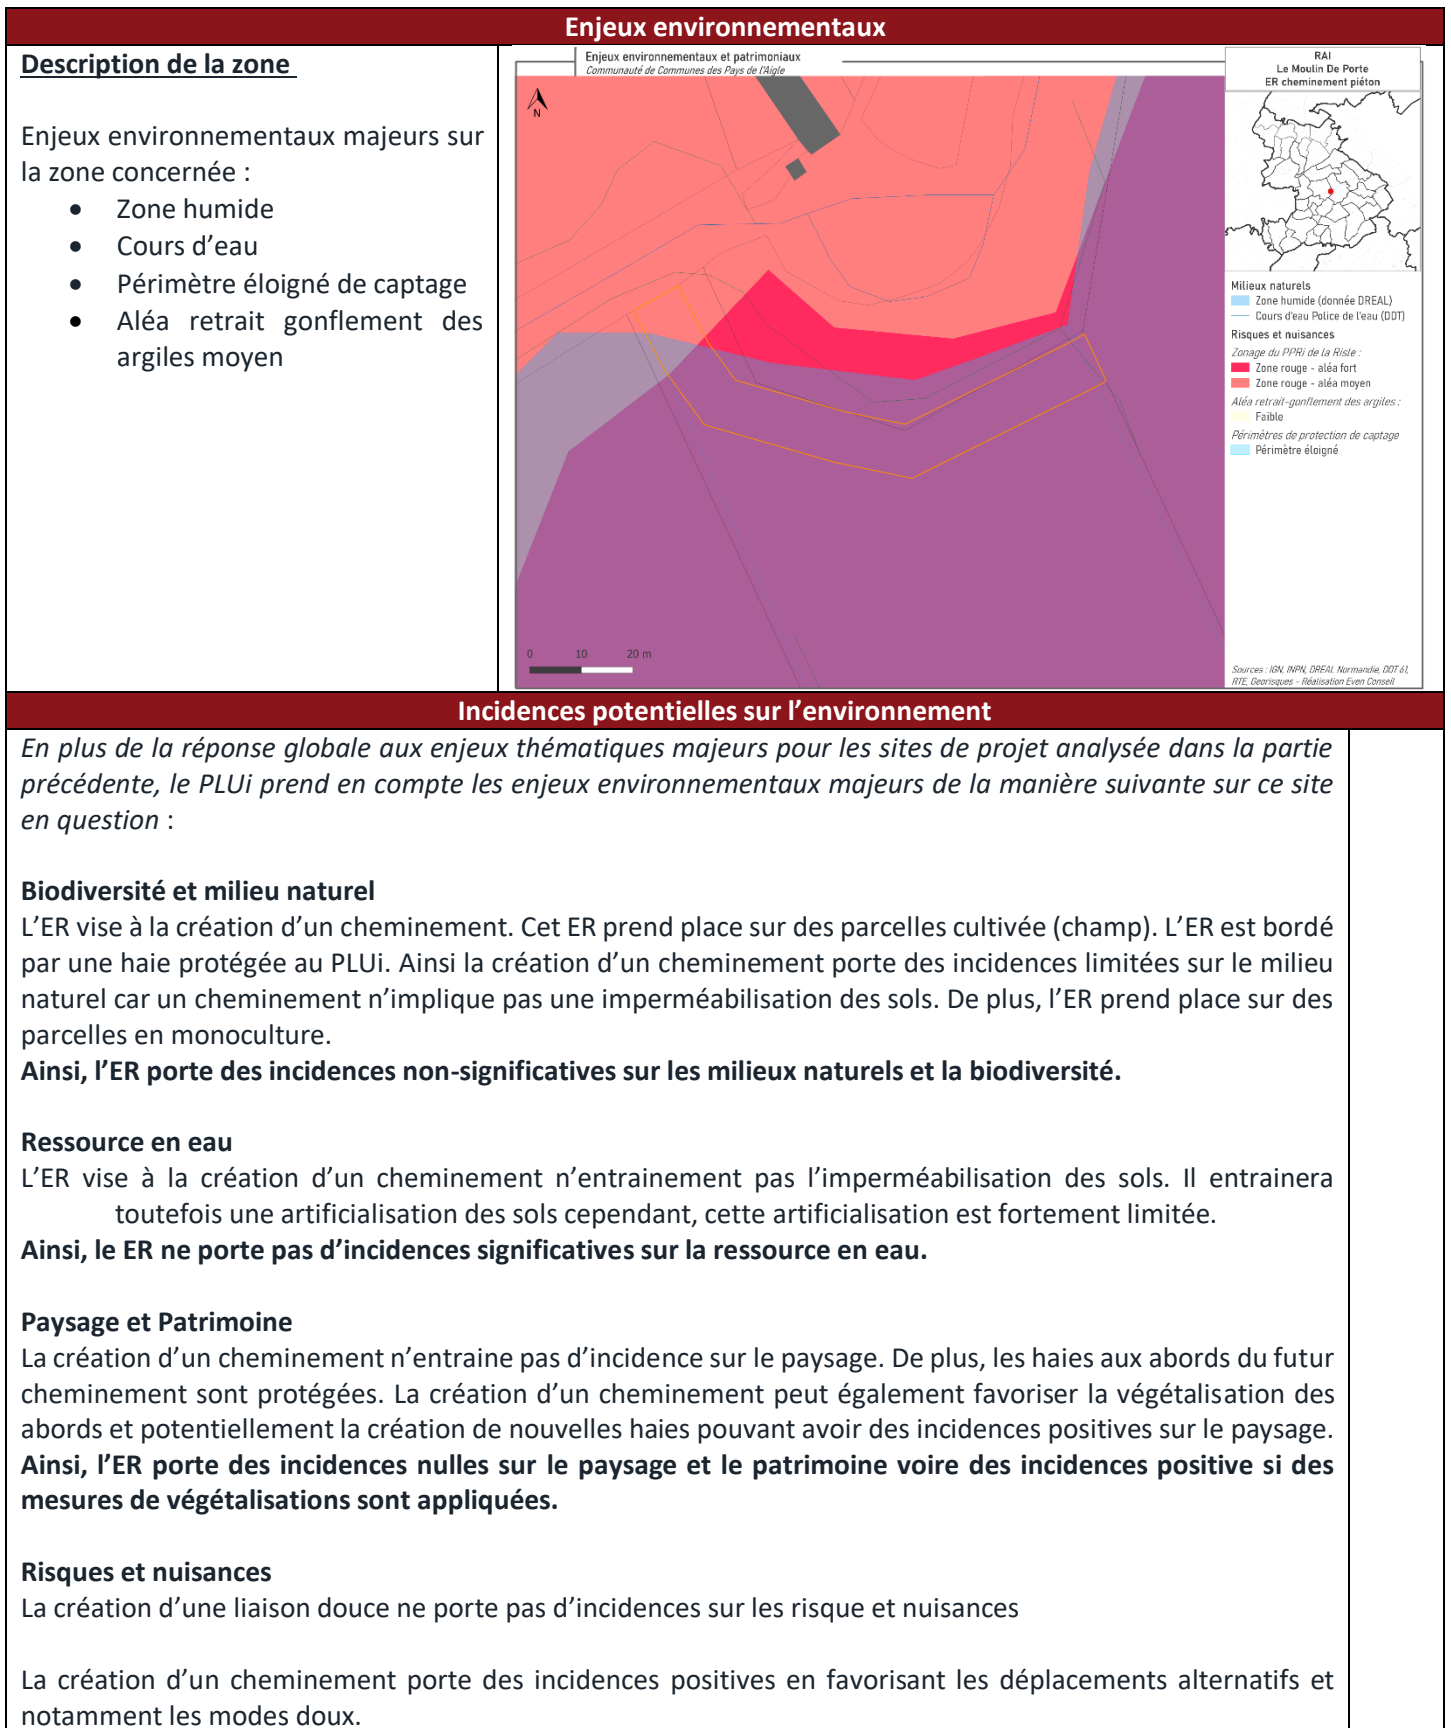 Enjeux environnementaux
Description de la zone
Enjeux environnementaux majeurs sur
la zone concernée :
• Zone humide
• Cours d’eau
• Périmètre éloigné de captage
• Aléa retrait gonflement des
argiles moyen
Enjeux environnementaux et patrimoniaux
Communauté de Communes des Pays de l'Aigle
N
0 10 20 m
RAI
Le Moulin De Porte
ER cheminement piéton
Milieux naturels
Zone humide (donnée DREAL)
Cours d'eau Police de l'eau (DDT)
Risques et nuisances
Zonage du PPRi de la Risle :
Zone rouge - aléa fort
Zone rouge - aléa moyen
Aléa retrait-gonflement des argiles :
Faible
Périmètres de protection de captage
Périmètre éloigné
Sources : IGN, INPN, DREAL Normandie, DDT 61,
RTE, Georisques - Réalisation Even Conseil
Incidences potentielles sur l’environnement
En plus de la réponse globale aux enjeux thématiques majeurs pour les sites de projet analysée dans la partie
précédente, le PLUi prend en compte les enjeux environnementaux majeurs de la manière suivante sur ce site
en question :
Biodiversité et milieu naturel
L’ER vise à la création d’un cheminement. Cet ER prend place sur des parcelles cultivée (champ). L’ER est bordé
par une haie protégée au PLUi. Ainsi la création d’un cheminement porte des incidences limitées sur le milieu
naturel car un cheminement n’implique pas une imperméabilisation des sols. De plus, l’ER prend place sur des
parcelles en monoculture.
Ainsi, l’ER porte des incidences non-significatives sur les milieux naturels et la biodiversité.
Ressource en eau
L’ER vise à la création d’un cheminement n’entrainement pas l’imperméabilisation des sols. Il entrainera
toutefois une artificialisation des sols cependant, cette artificialisation est fortement limitée.
Ainsi, le ER ne porte pas d’incidences significatives sur la ressource en eau.
Paysage et Patrimoine
La création d’un cheminement n’entraine pas d’incidence sur le paysage. De plus, les haies aux abords du futur
cheminement sont protégées. La création d’un cheminement peut également favoriser la végétalisation des
abords et potentiellement la création de nouvelles haies pouvant avoir des incidences positives sur le paysage.
Ainsi, l’ER porte des incidences nulles sur le paysage et le patrimoine voire des incidences positive si des
mesures de végétalisations sont appliquées.
Risques et nuisances
La création d’une liaison douce ne porte pas d’incidences sur les risque et nuisances
La création d’un cheminement porte des incidences positives en favorisant les déplacements alternatifs et
notamment les modes doux.